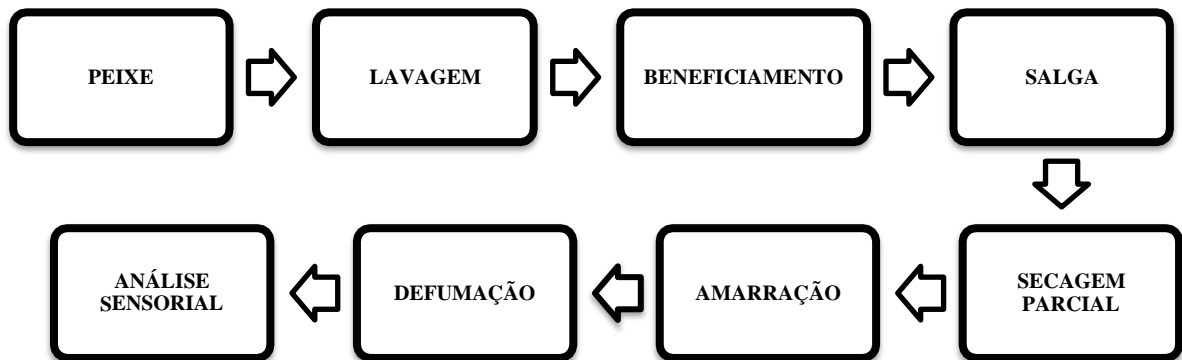 PEIXE
LAVAGEM
BENEFICIAMENTO
SALGA
SECAGEM
PARCIAL
AMARRAÇÃO
DEFUMAÇÃO
ANÁLISE
SENSORIAL